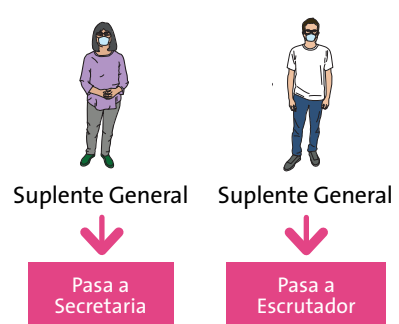 Suplente General
Suplente General
Pasa a
Secretaria
Pasa a
Escrutador